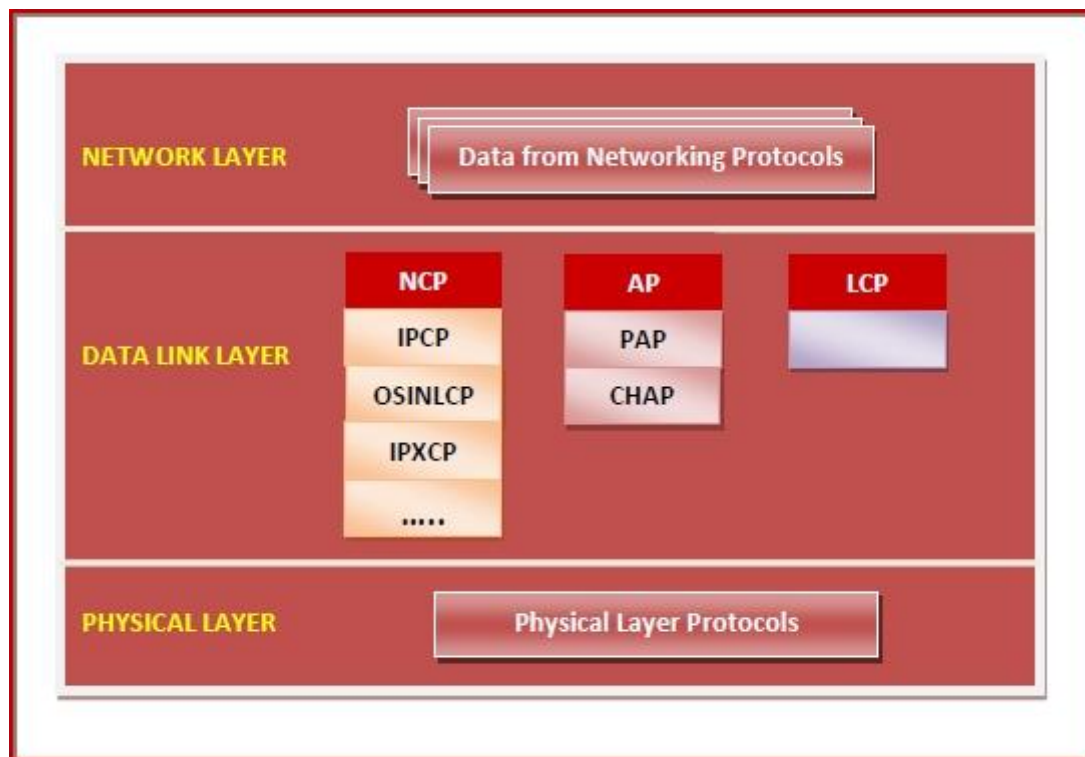 NETWORK LAYER
Data from Networking Protocols
DATA LINK LAYER
NCP
IPCP
OSINLCP
IPXCP
.....
AP
PAP
CHAP
LCP
PHYSICAL LAYER
Physical Layer Protocols